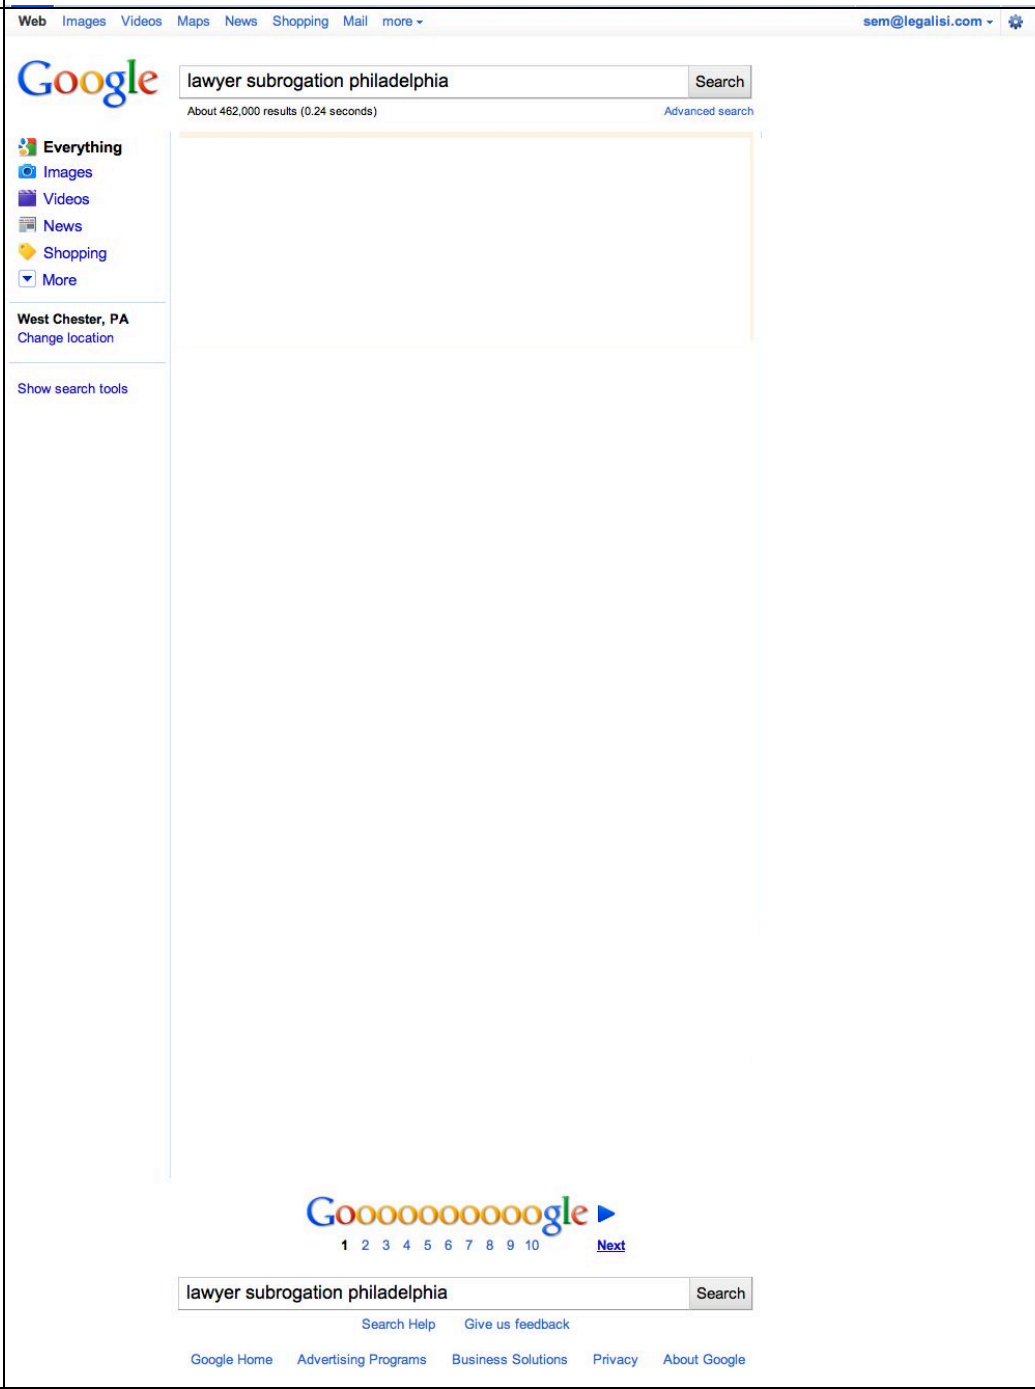 Web Images Videos Maps News Shopping Mail more sem@legalisi.com
Google
lawyer subrogation philadelphia Search
About 462,000 results (0.24 seconds) Advanced search
Everything
Images
Videos
News
Shopping
More
West Chester, PA
Change location
Show search tools
Goooooooooogle
1 2 3 4 5 6 7 8 9 10 Next
lawyer subrogation philadelphia Search
Search Help Give us feedback
Google Home Advertising Programs Business Solutions Privacy About Google